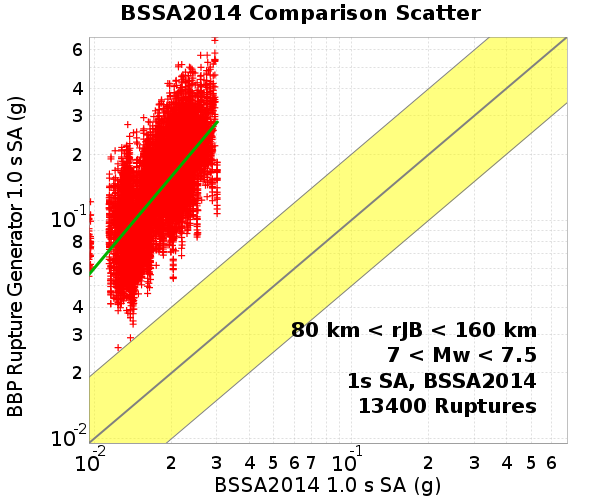 BSSA2014 Comparison Scatter
BBP Rupture Generator 1.0 s SA (g)
6
4
3
2
10-1
8
6
4
3
2
10-2
80 km < rJB < 160 km
7 < Mw < 7.5
1s SA, BSSA2014
13400 Ruptures
10-2 2 3 4 5 6 7 10-1 2 3 4 5 6
BSSA2014 1.0 s SA (g)